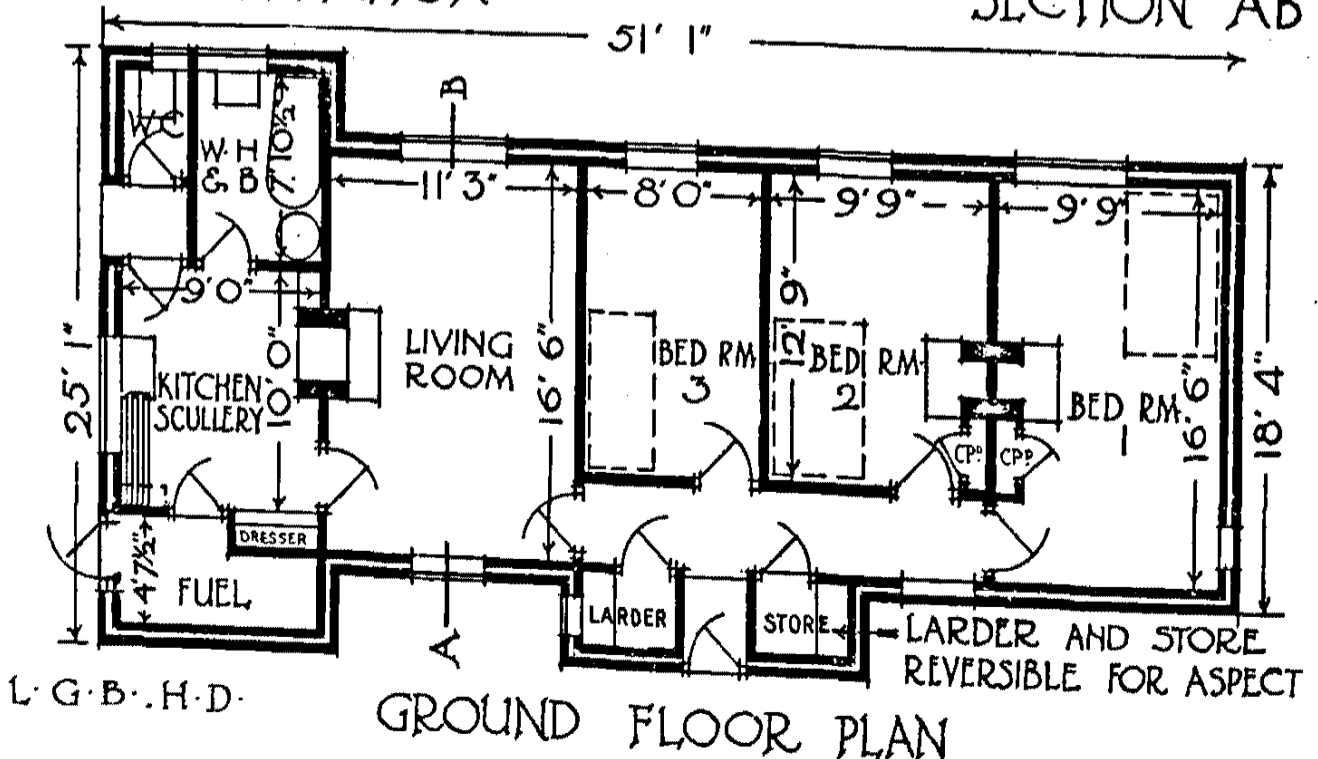 SECTION AB
51' 1"
B
W·C
W·H
& B
7' 10½"
11' 3"
8' 0"
9' 9"
9' 9"
9' 0"
25' 1"
KITCHEN
SCULLERY
10' 0"
LIVING
ROOM
16' 6"
BED RM
3
12' 9"
BED RM
2
BED RM.
16' 6"
18' 4"
CPD
CPD
DRESSER
4' 7½"
FUEL
LARDER
STORE
A
LARDER AND STORE
REVERSIBLE FOR ASPECT
L·G·B·.H·D·
GROUND FLOOR PLAN